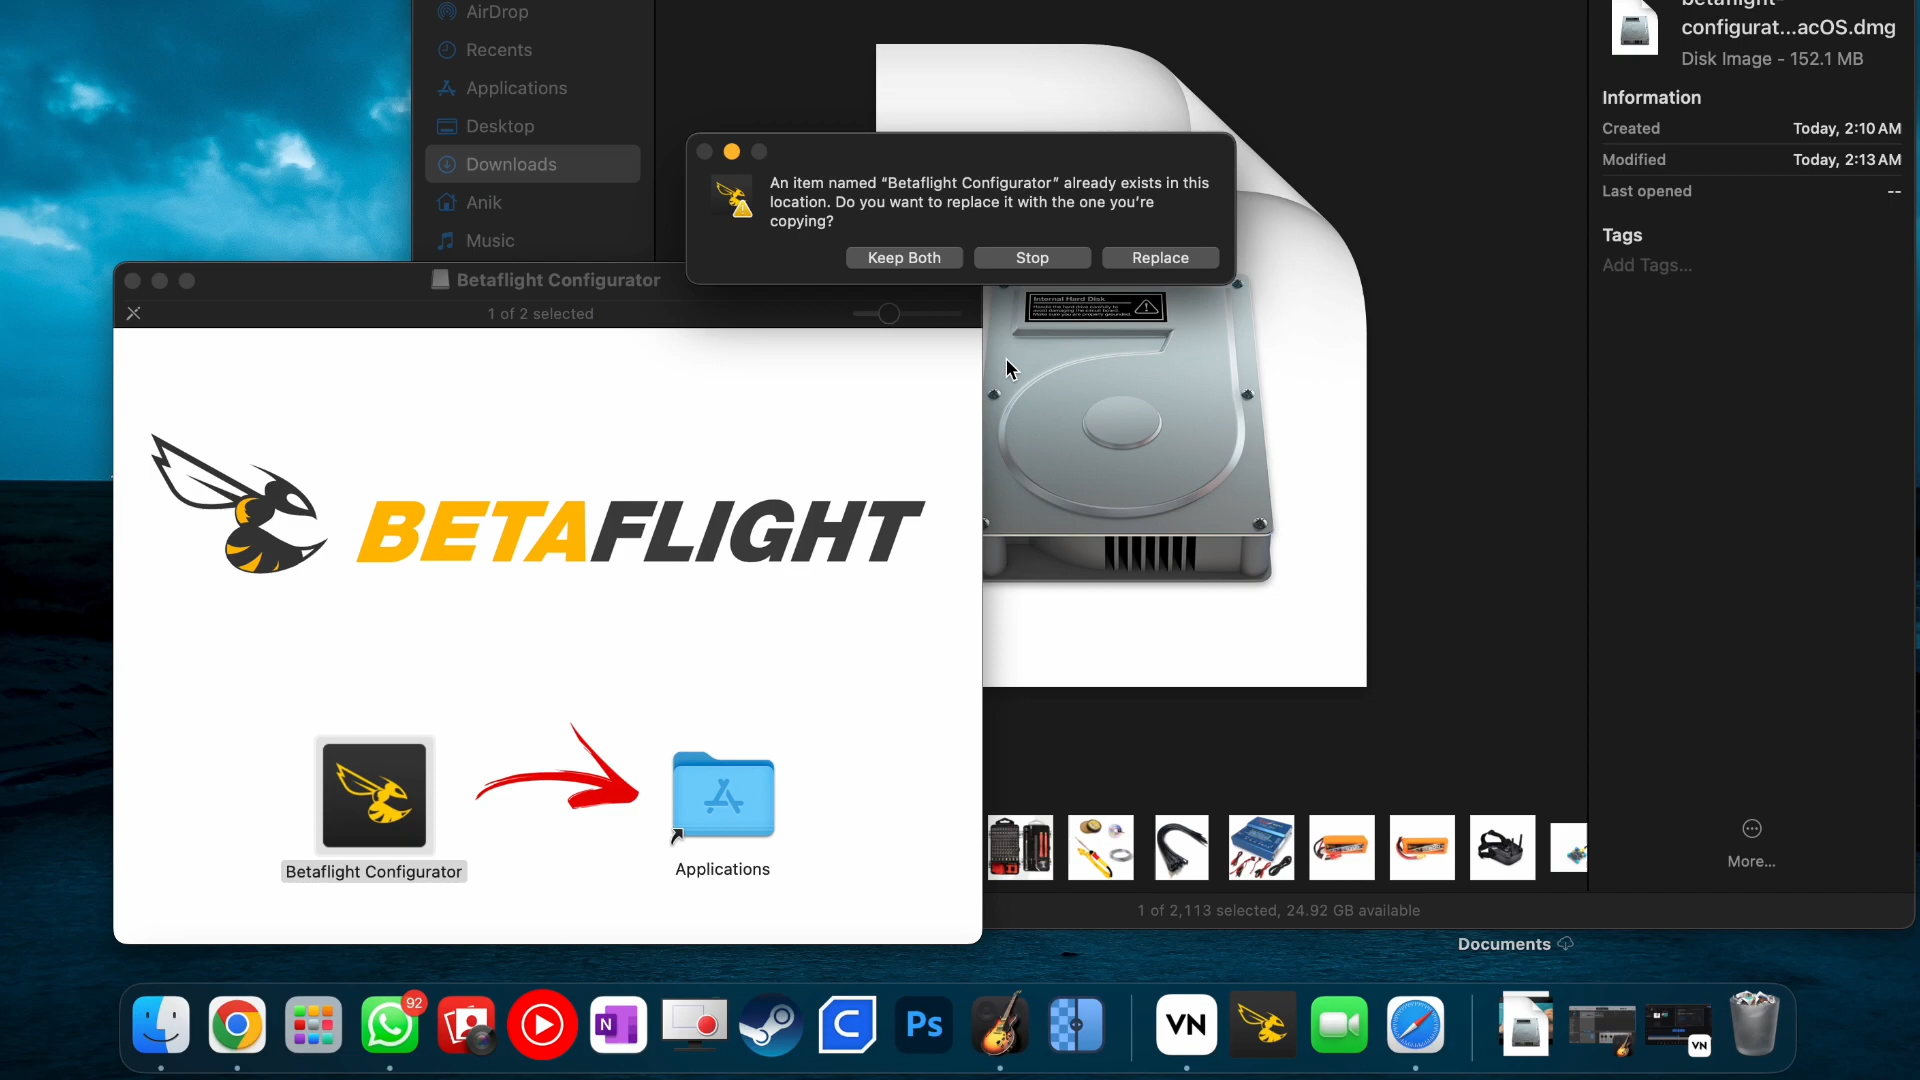 AirDrop
Recents
Applications
Desktop
Downloads
Anik
Music
configurat...acOS.dmg
Disk Image - 152.1 MB
Information
Created Today, 2:10 AM
Modified Today, 2:13 AM
Last opened --
Tags
Add Tags...
An item named “Betaflight Configurator” already exists in this
location. Do you want to replace it with the one you’re
copying?
Keep Both Stop Replace
Betaflight Configurator
1 of 2 selected
Internal Hard Disk
BETAFLIGHT
Betaflight Configurator
Applications
More...
1 of 2,113 selected, 24.92 GB available
Documents
92
N
C
Ps
VN
VN